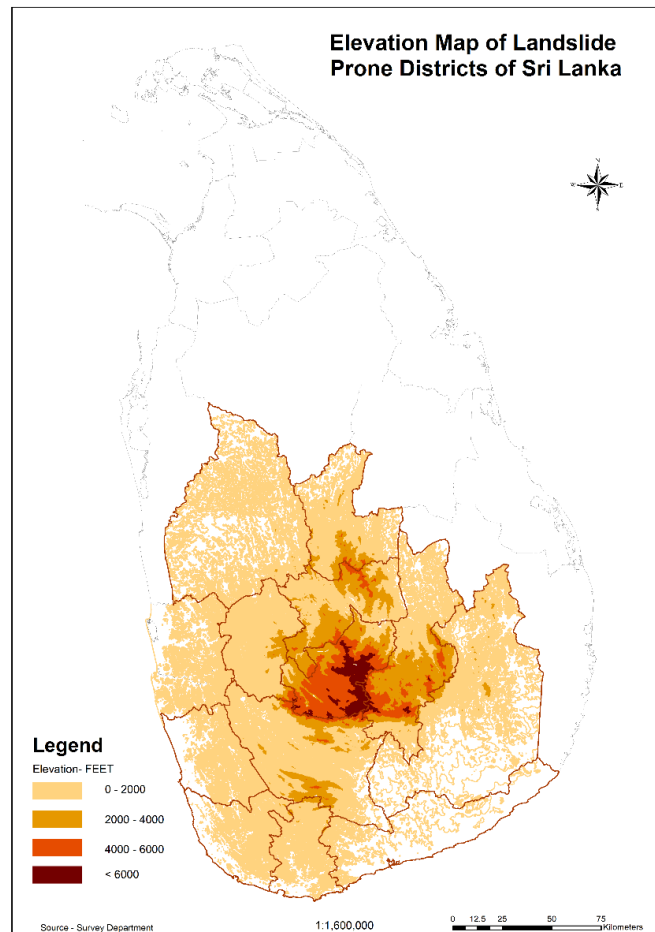 Elevation Map of Landslide
Prone Districts of Sri Lanka
N
W E
S
Legend
Elevation- FEET
0 - 2000
2000 - 4000
4000 - 6000
< 6000
Source - Survey Department
1:1,600,000
0 12.5 25 50 75
Kilometers